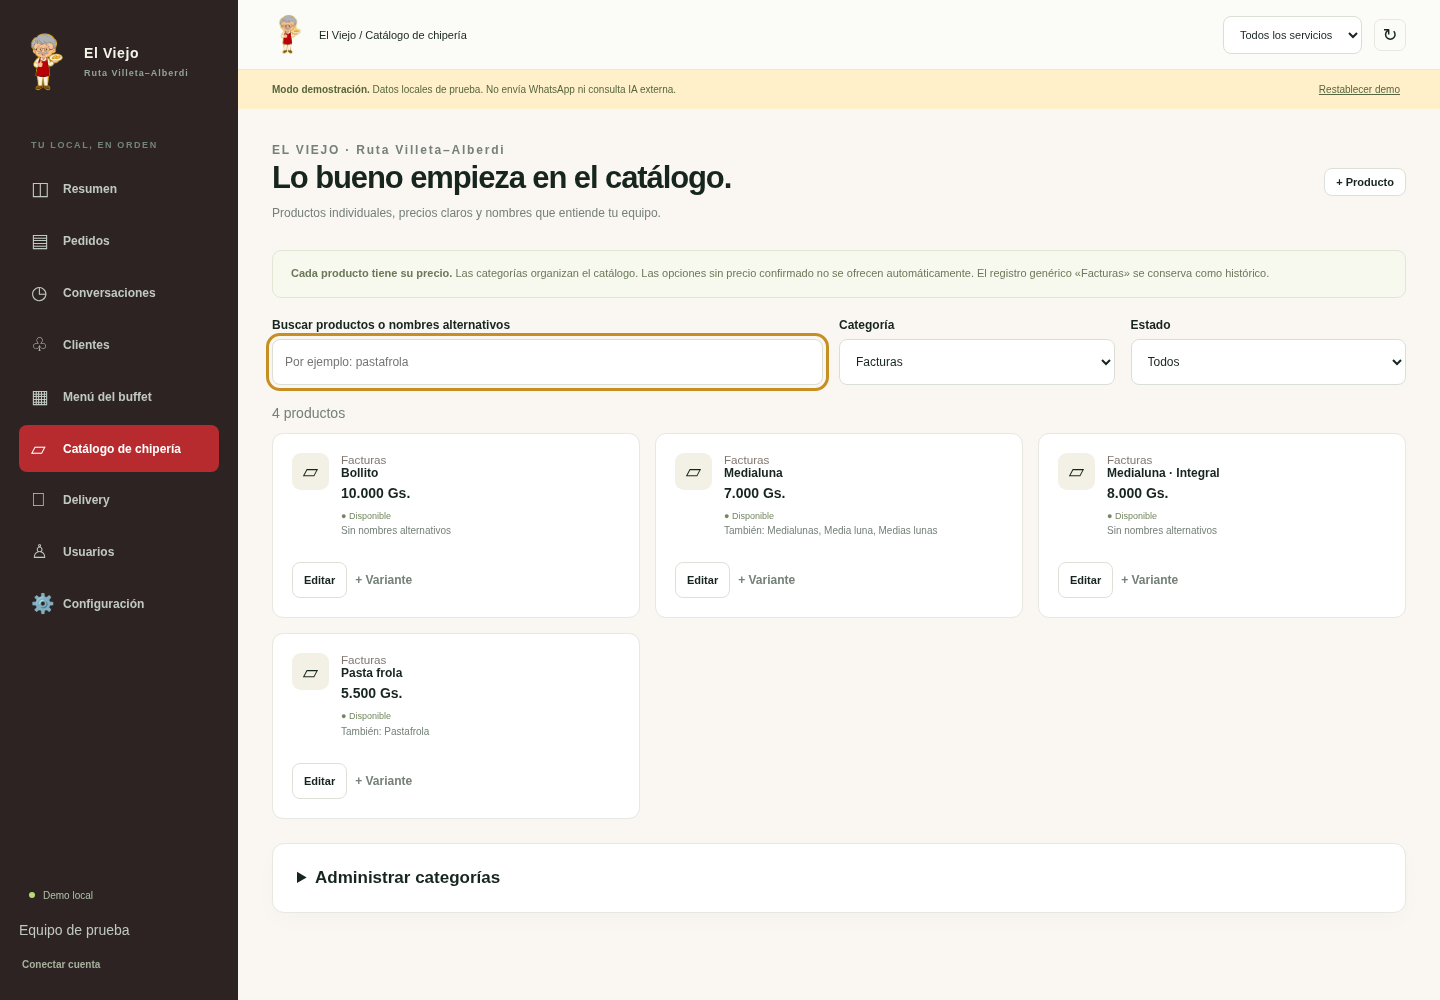 El Viejo
Ruta Villeta–Alberdi
TU LOCAL, EN ORDEN
Resumen
Pedidos
Conversaciones
Clientes
Menú del buffet
Catálogo de chipería
Delivery
Usuarios
Configuración
Demo local
Equipo de prueba
Conectar cuenta
El Viejo / Catálogo de chipería
Todos los servicios
Modo demostración. Datos locales de prueba. No envía WhatsApp ni consulta IA externa.
Restablecer demo
EL VIEJO · Ruta Villeta–Alberdi
Lo bueno empieza en el catálogo.
+ Producto
Productos individuales, precios claros y nombres que entiende tu equipo.
Cada producto tiene su precio. Las categorías organizan el catálogo. Las opciones sin precio confirmado no se ofrecen automáticamente. El registro genérico «Facturas» se conserva como histórico.
Buscar productos o nombres alternativos
Por ejemplo: pastafrola
Categoría
Facturas
Estado
Todos
4 productos
Facturas
Bollito
10.000 Gs.
● Disponible
Sin nombres alternativos
Editar
+ Variante
Facturas
Medialuna
7.000 Gs.
● Disponible
También: Medialunas, Media luna, Medias lunas
Editar
+ Variante
Facturas
Medialuna · Integral
8.000 Gs.
● Disponible
Sin nombres alternativos
Editar
+ Variante
Facturas
Pasta frola
5.500 Gs.
● Disponible
También: Pastafrola
Editar
+ Variante
Administrar categorías